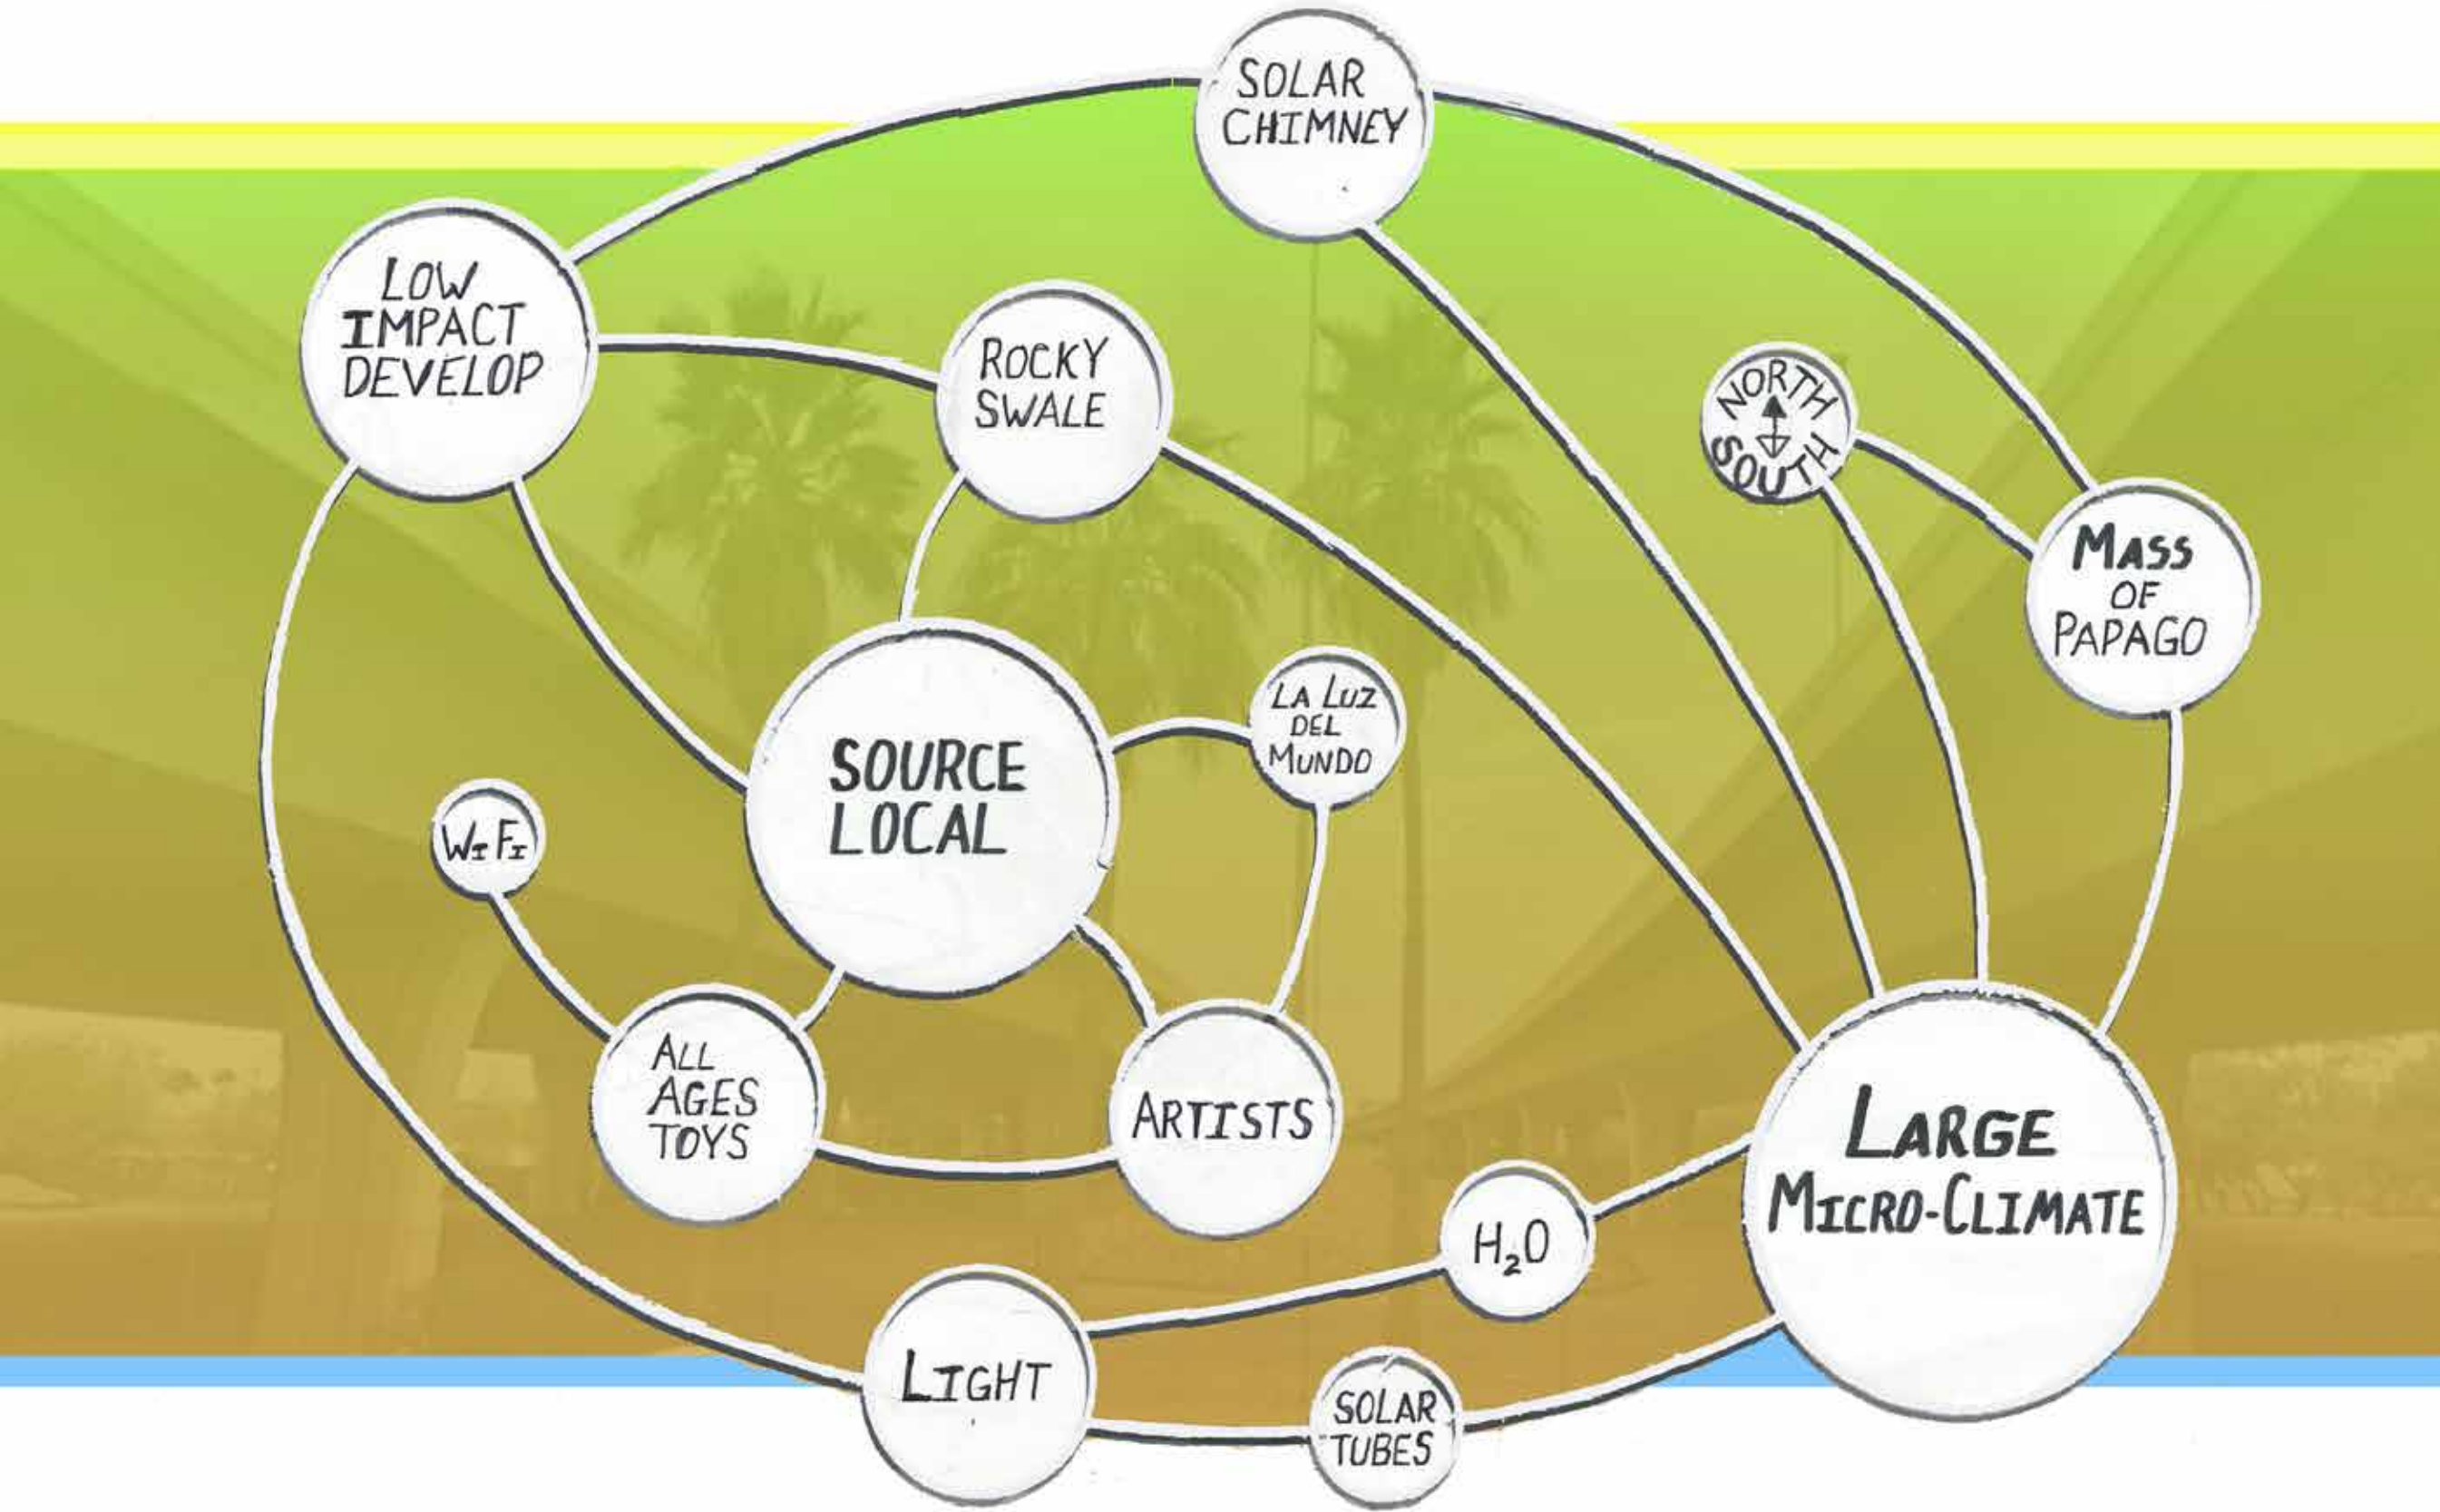 SOLAR
CHIMNEY
LOW
IMPACT
DEVELOP
ROCKY
SWALE
NORTH
SOUTH
MASS
OF
PAPAGO
LA LUZ
DEL
MUNDO
SOURCE
LOCAL
WIFI
ALL
AGES
TOYS
ARTISTS
LARGE
MICRO-CLIMATE
H₂O
LIGHT
SOLAR
TUBES